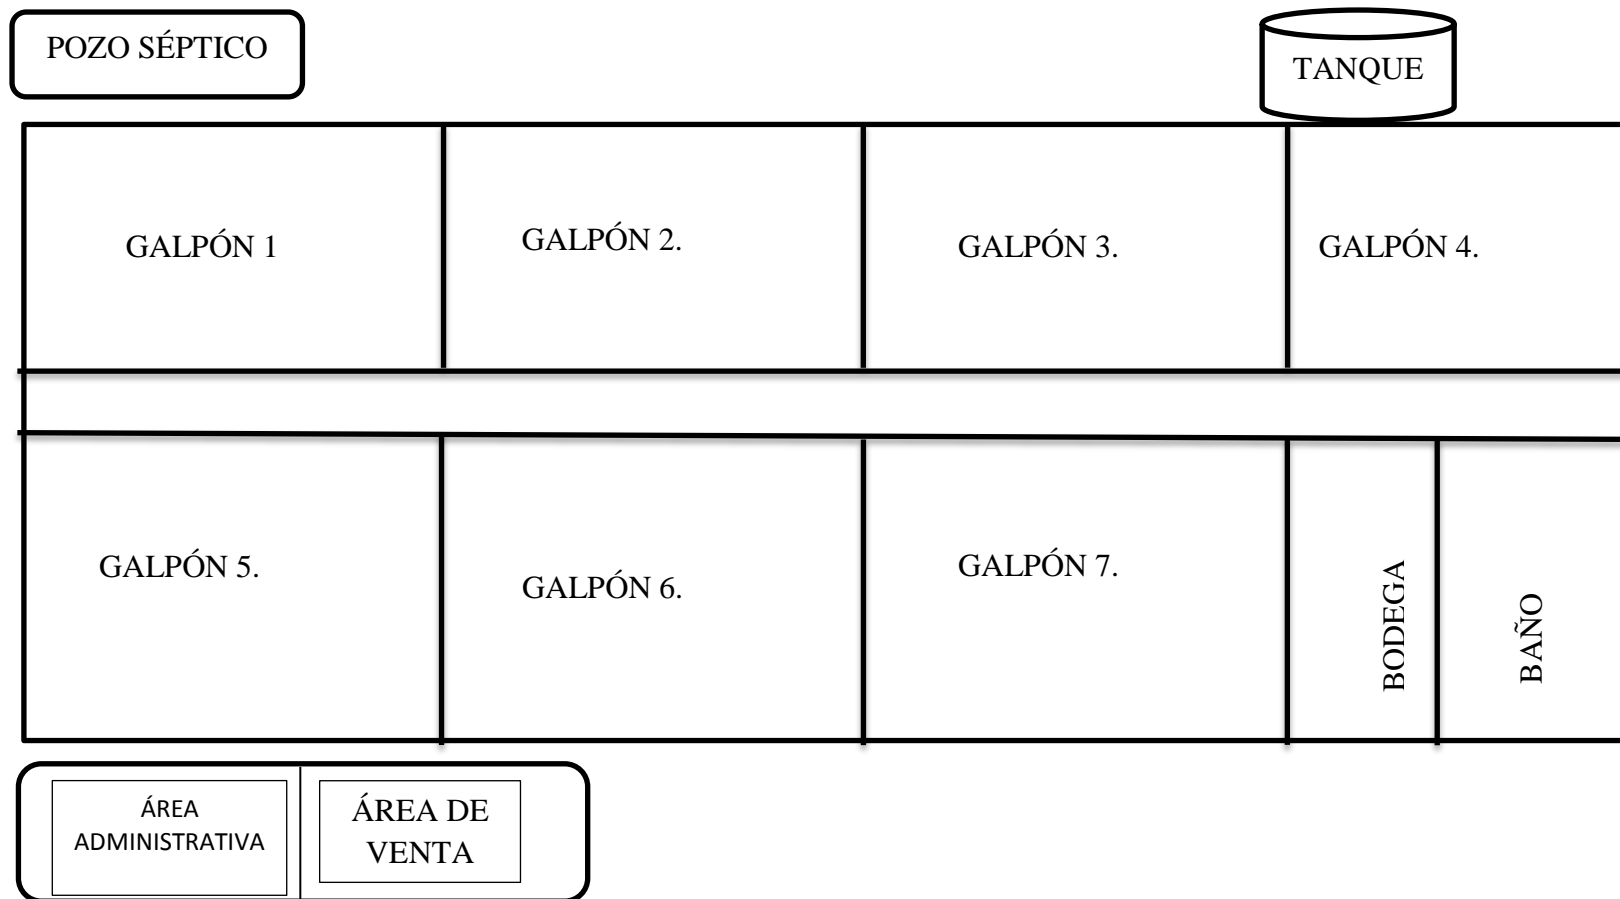 POZO SÉPTICO
TANQUE
GALPÓN 1
GALPÓN 2.
GALPÓN 3.
GALPÓN 4.
GALPÓN 5.
GALPÓN 6.
GALPÓN 7.
BODEGA
BAÑO
ÁREA
ADMINISTRATIVA
ÁREA DE
VENTA